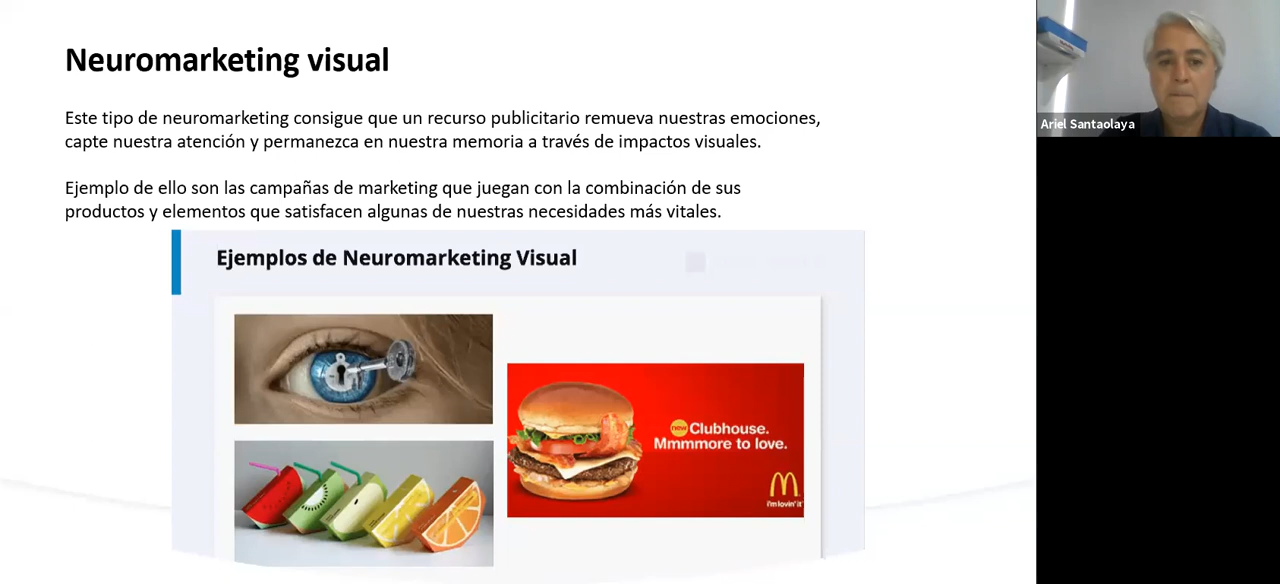 Neuromarketing visual
Este tipo de neuromarketing consigue que un recurso publicitario remueva nuestras emociones,
capte nuestra atención y permanezca en nuestra memoria a través de impactos visuales.
Ejemplo de ello son las campañas de marketing que juegan con la combinación de sus
productos y elementos que satisfacen algunas de nuestras necesidades más vitales.
Ejemplos de Neuromarketing Visual
new Clubhouse.
Mmmmore to love.
i'm lovin' it
Ariel Santaolaya